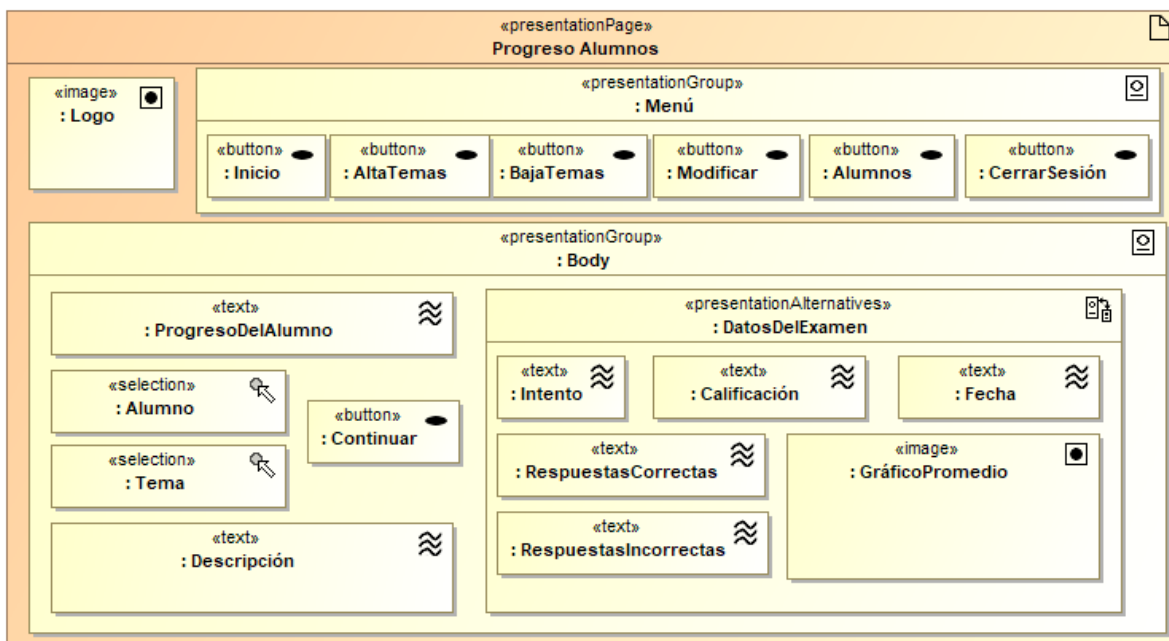 «presentationPage»
Progreso Alumnos
«image»
: Logo
«presentationGroup»
: Menú
«button»
: Inicio
«button»
: AltaTemas
«button»
: BajaTemas
«button»
: Modificar
«button»
: Alumnos
«button»
: CerrarSesión
«presentationGroup»
: Body
«text»
: ProgresoDelAlumno
«selection»
: Alumno
«selection»
: Tema
«button»
: Continuar
«text»
: Descripción
«presentationAlternatives»
: DatosDelExamen
«text»
: Intento
«text»
: Calificación
«text»
: Fecha
«text»
: RespuestasCorrectas
«text»
: RespuestasIncorrectas
«image»
: GráficoPromedio